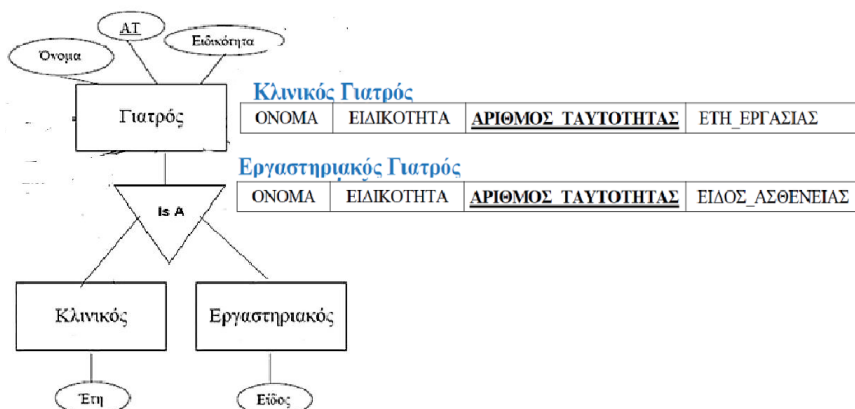 ΑΤ
Όνομα
Ειδικότητα
Γιατρός
Κλινικός Γιατρός
ΟΝΟΜΑ ΕΙΔΙΚΟΤΗΤΑ ΑΡΙΘΜΟΣ_ΤΑΥΤΟΤΗΤΑΣ ΕΤΗ_ΕΡΓΑΣΙΑΣ
Εργαστηριακός Γιατρός
ΟΝΟΜΑ ΕΙΔΙΚΟΤΗΤΑ ΑΡΙΘΜΟΣ_ΤΑΥΤΟΤΗΤΑΣ ΕΙΔΟΣ_ΑΣΘΕΝΕΙΑΣ
Is A
Κλινικός Εργαστηριακός
Έτη Είδος